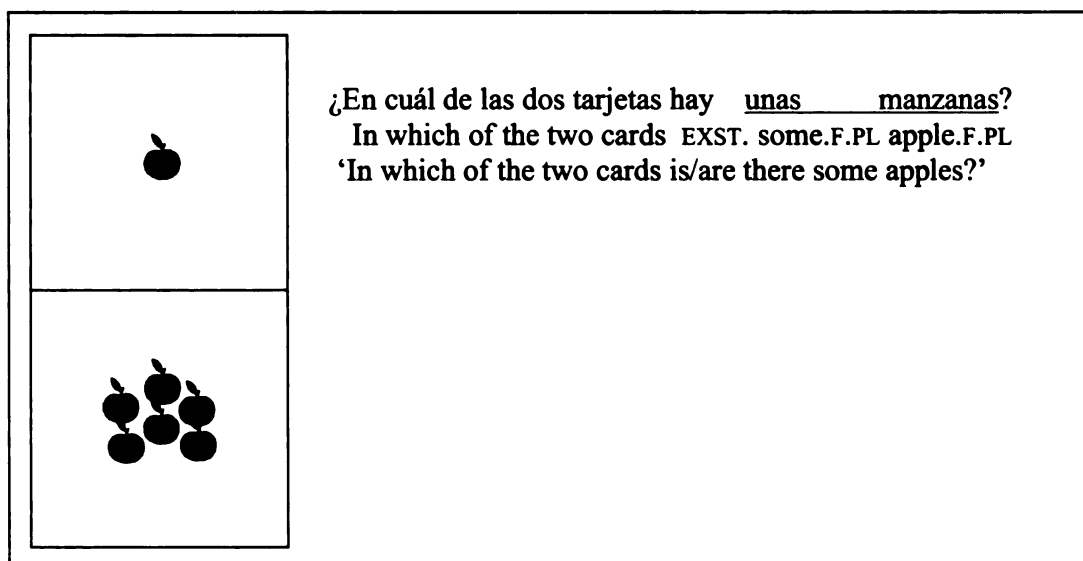 ¿En cuál de las dos tarjetas hay unas manzanas?
In which of the two cards EXST. some.F.PL apple.F.PL
‘In which of the two cards is/are there some apples?’